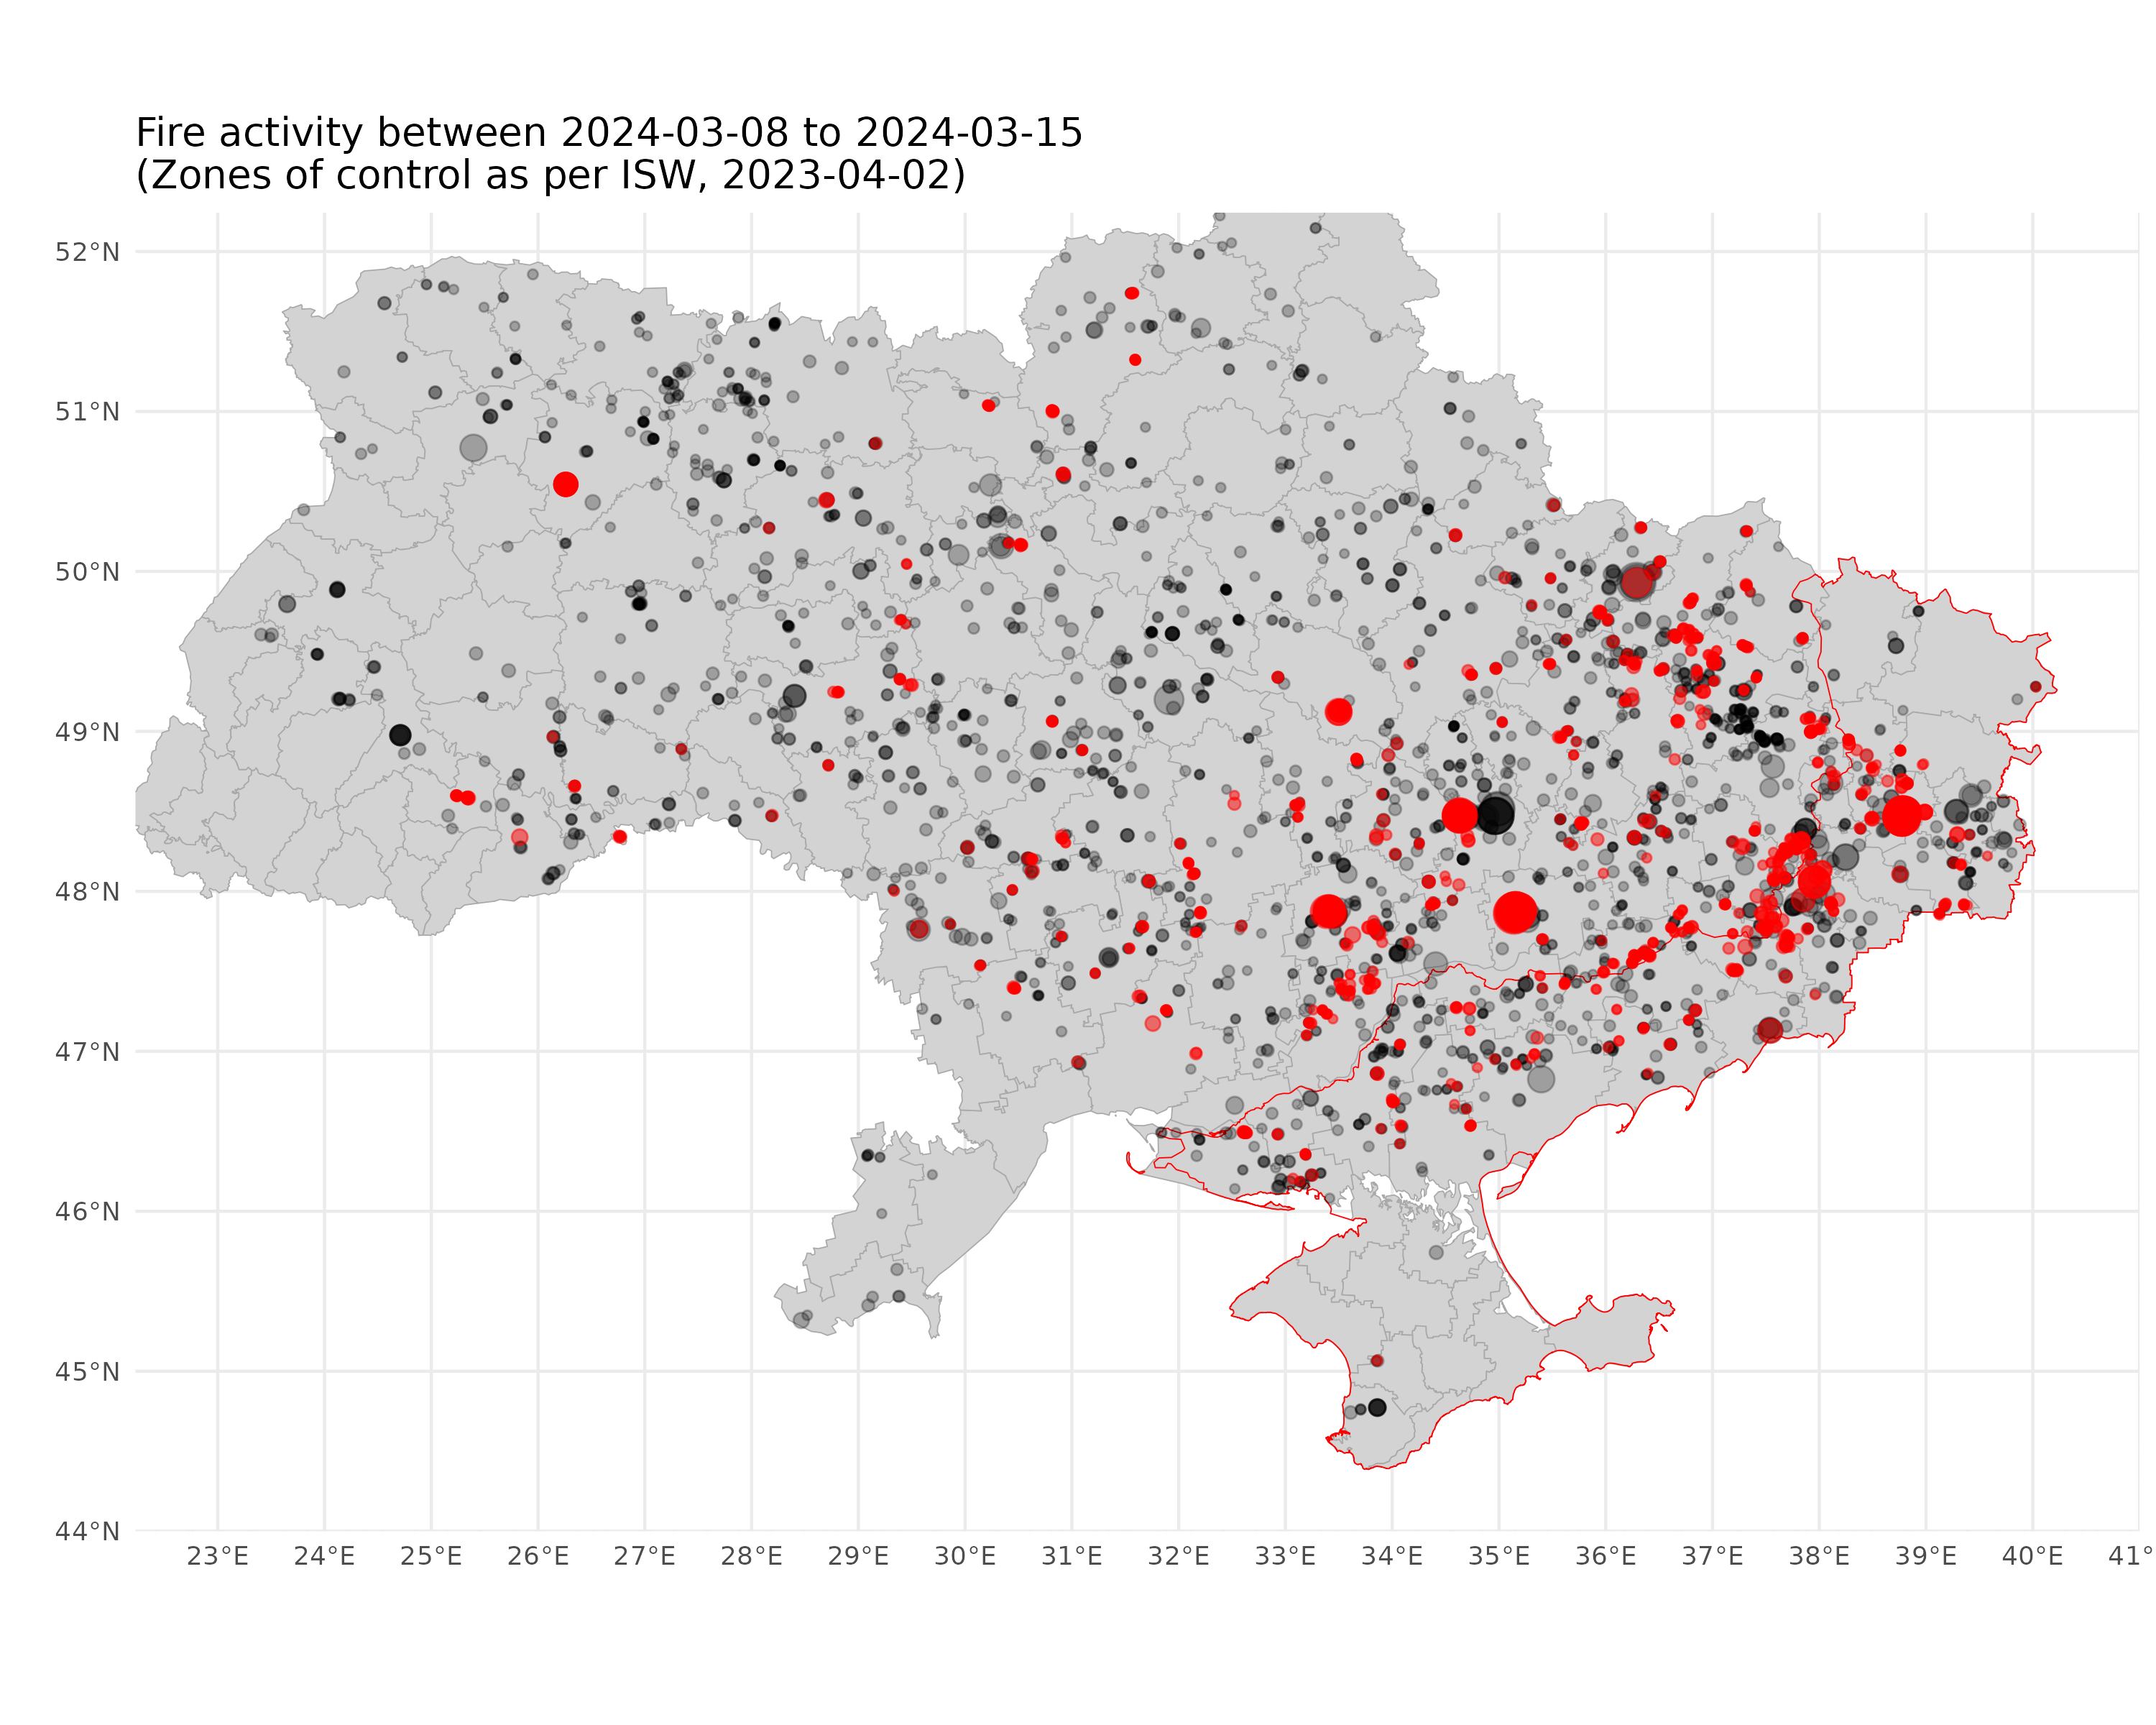 Fire activity between 2024-03-08 to 2024-03-15
(Zones of control as per ISW, 2023-04-02)
52°N
51°N
50°N
49°N
48°N
47°N
46°N
45°N
44°N
23°E 24°E 25°E 26°E 27°E 28°E 29°E 30°E 31°E 32°E 33°E 34°E 35°E 36°E 37°E 38°E 39°E 40°E 41°